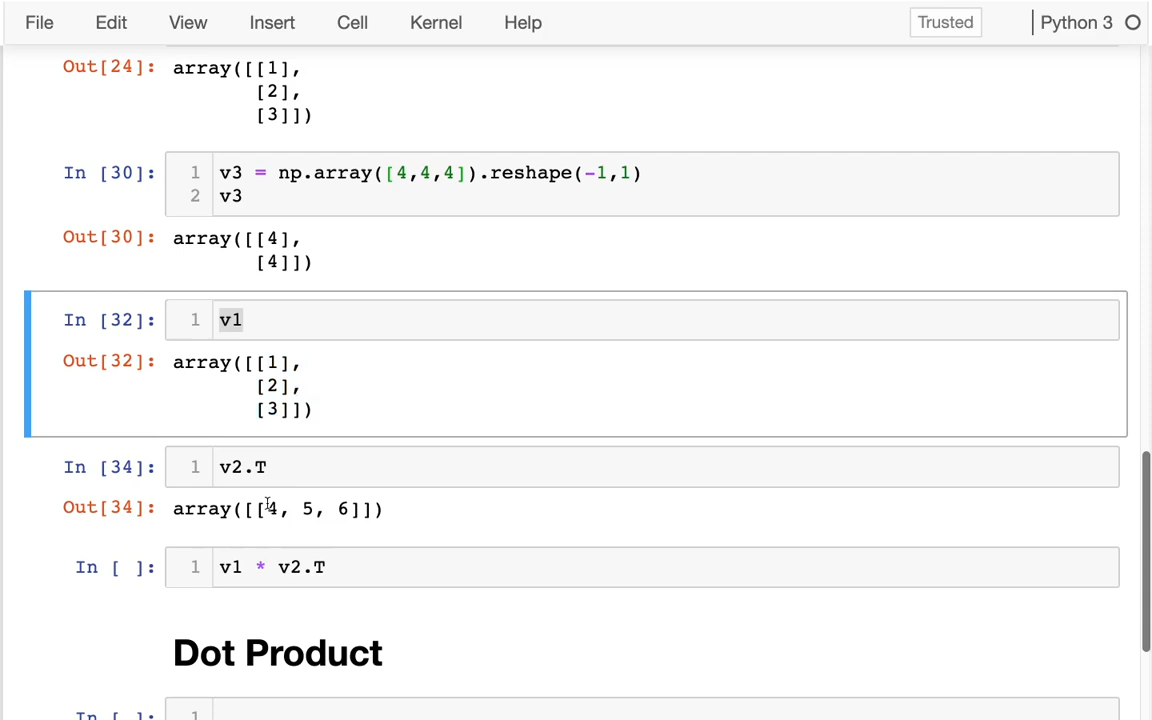 File Edit View Insert Cell Kernel Help Trusted Python 3
Out[24]: array([[1],
[2],
[3]])
In [30]: 1 v3 = np.array([4,4,4]).reshape(-1,1)
2 v3
Out[30]: array([[4],
[4]])
In [32]: 1 v1
Out[32]: array([[1],
[2],
[3]])
In [34]: 1 v2.T
Out[34]: array([[4, 5, 6]])
In [ ]: 1 v1 * v2.T
Dot Product
In [ ]: 1